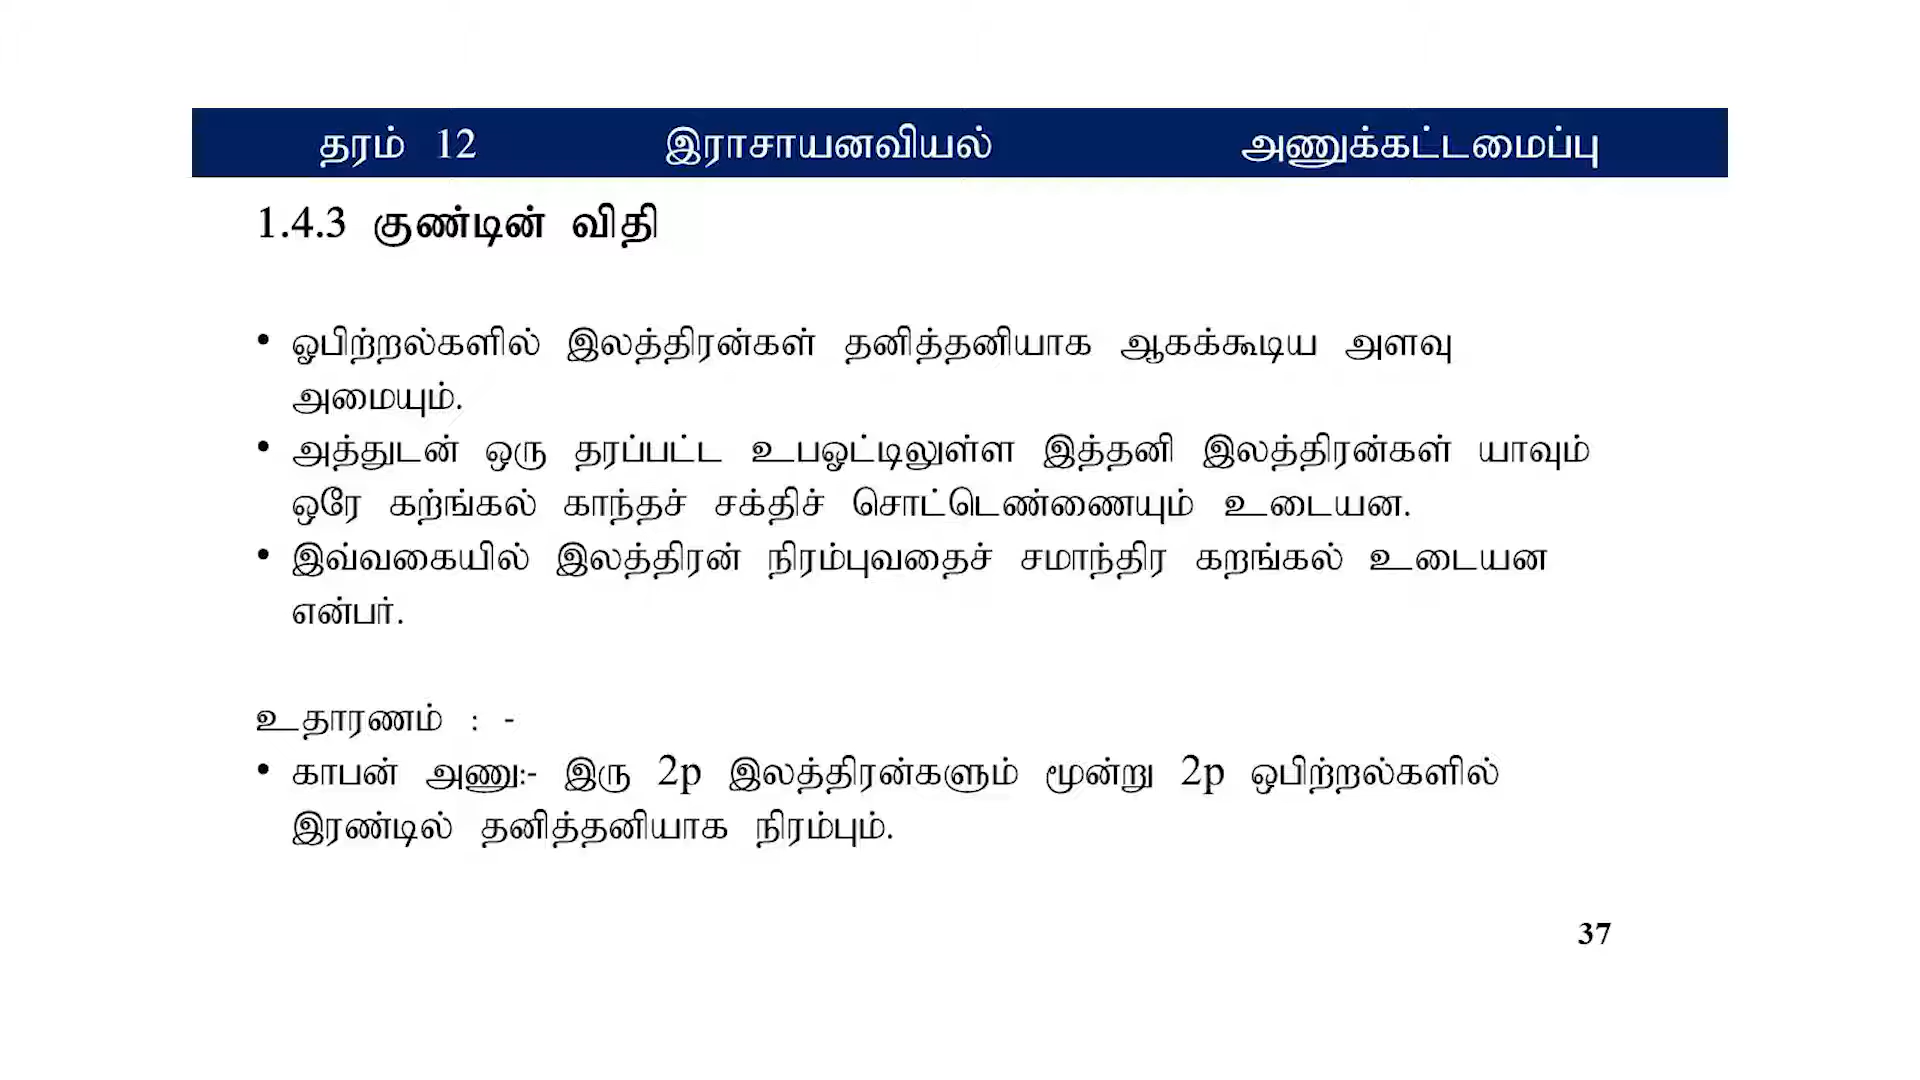 தரம் 12 இராசாயனவியல் அணுக்கட்டமைப்பு
1.4.3 குண்டின் விதி
• ஓபிற்றல்களில் இலத்திரன்கள் தனித்தனியாக ஆகக்கூடிய அளவு
அமையும்.
• அத்துடன் ஒரு தரப்பட்ட உபஓட்டிலுள்ள இத்தனி இலத்திரன்கள் யாவும்
ஒரே கற்ங்கல் காந்தச் சக்திச் சொட்டெண்ணையும் உடையன.
• இவ்வகையில் இலத்திரன் நிரம்புவதைச் சமாந்திர கறங்கல் உடையன
என்பர்.
உதாரணம் : -
• காபன் அணு:- இரு 2p இலத்திரன்களும் மூன்று 2p ஒபிற்றல்களில்
இரண்டில் தனித்தனியாக நிரம்பும்.
37